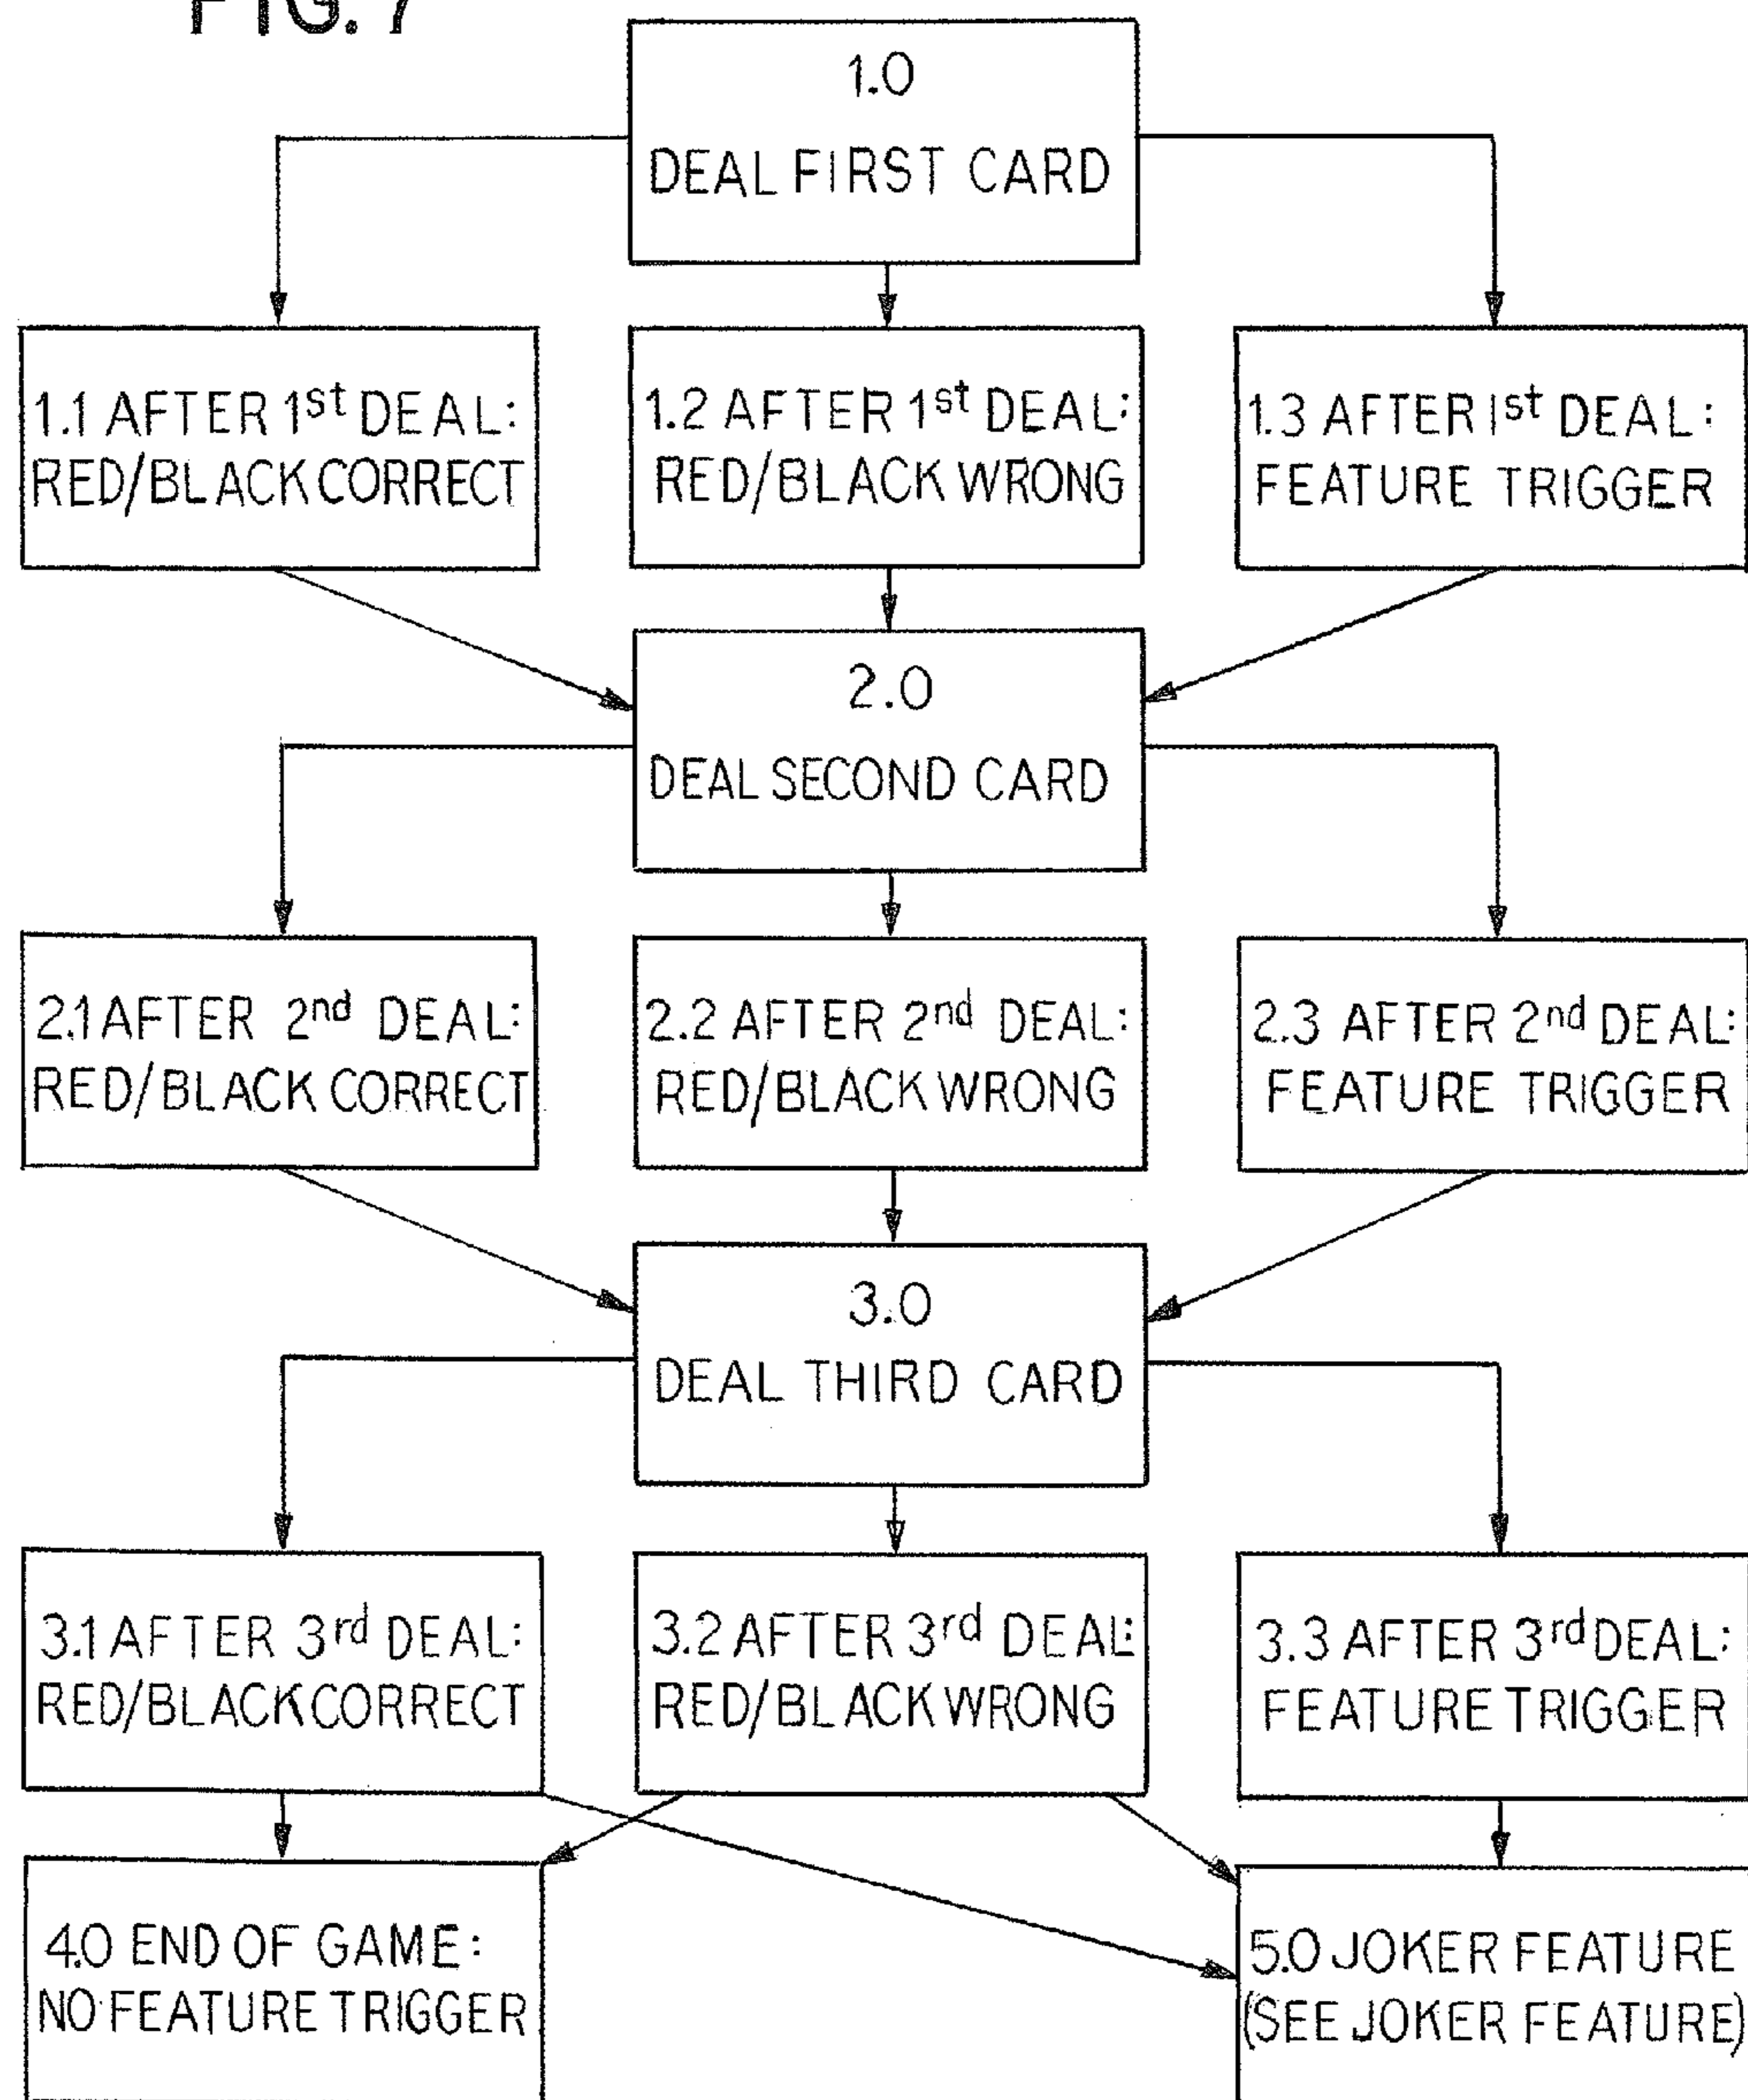 FIG. 7
1.0
DEAL FIRST CARD
1.1 AFTER 1st DEAL:
RED/BLACK CORRECT
1.2 AFTER 1st DEAL:
RED/BLACK WRONG
1.3 AFTER 1st DEAL:
FEATURE TRIGGER
2.0
DEAL SECOND CARD
2.1 AFTER 2nd DEAL:
RED/BLACK CORRECT
2.2 AFTER 2nd DEAL:
RED/BLACK WRONG
2.3 AFTER 2nd DEAL:
FEATURE TRIGGER
3.0
DEAL THIRD CARD
3.1 AFTER 3rd DEAL:
RED/BLACK CORRECT
3.2 AFTER 3rd DEAL:
RED/BLACK WRONG
3.3 AFTER 3rd DEAL:
FEATURE TRIGGER
4.0 END OF GAME:
NO FEATURE TRIGGER
5.0 JOKER FEATURE
(SEE JOKER FEATURE)